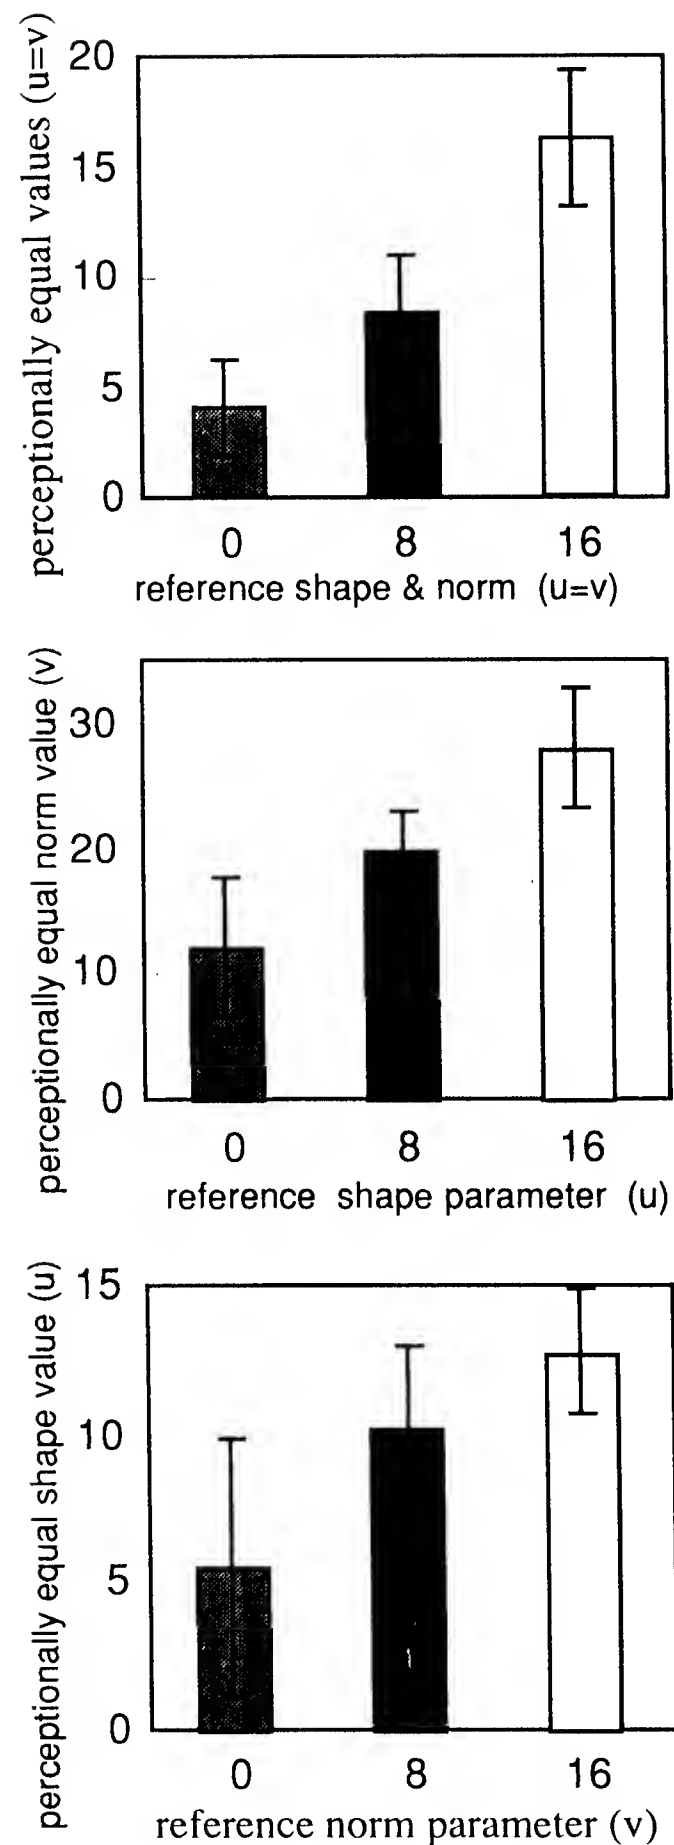 perceptionally equal values (u=v)
20
15
10
5
0
0 8 16
reference shape & norm (u=v)
perceptionally equal norm value (v)
30
20
10
0
0 8 16
reference shape parameter (u)
perceptionally equal shape value (u)
15
10
5
0
0 8 16
reference norm parameter (v)